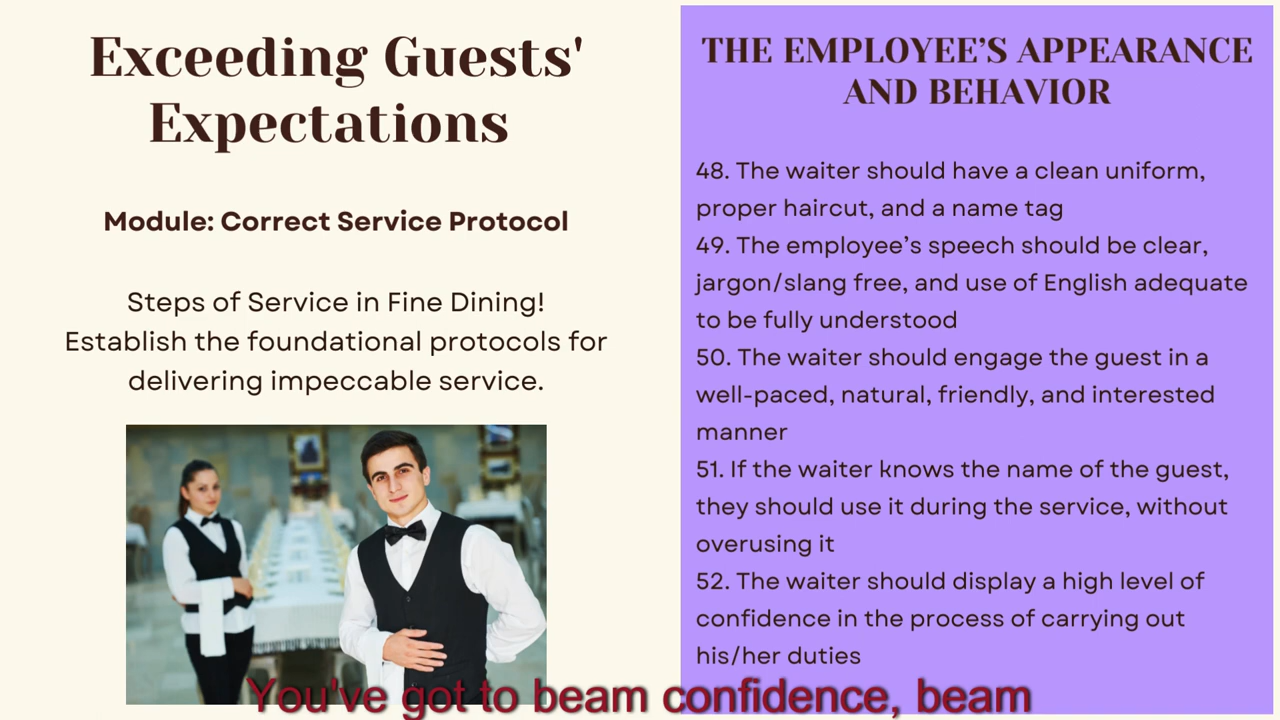 Exceeding Guests'
Expectations
Module: Correct Service Protocol
Steps of Service in Fine Dining!
Establish the foundational protocols for
delivering impeccable service.
THE EMPLOYEE’S APPEARANCE
AND BEHAVIOR
48. The waiter should have a clean uniform,
proper haircut, and a name tag
49. The employee’s speech should be clear,
jargon/slang free, and use of English adequate
to be fully understood
50. The waiter should engage the guest in a
well-paced, natural, friendly, and interested
manner
51. If the waiter knows the name of the guest,
they should use it during the service, without
overusing it
52. The waiter should display a high level of
confidence in the process of carrying out
his/her duties
You've got to beam confidence, beam